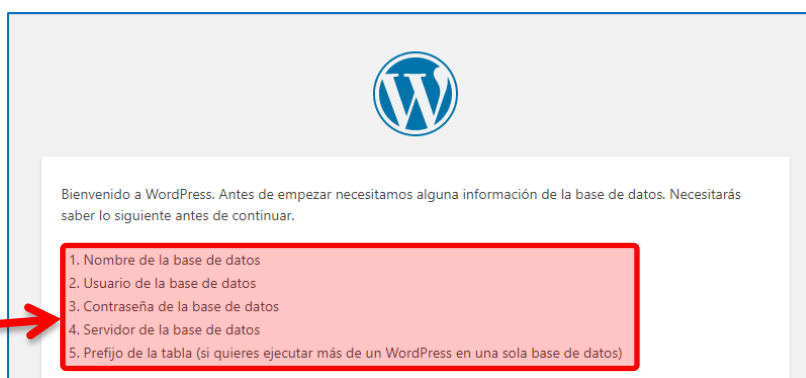 Bienvenido a WordPress. Antes de empezar necesitamos alguna información de la base de datos. Necesitarás
saber lo siguiente antes de continuar.
1. Nombre de la base de datos
2. Usuario de la base de datos
3. Contraseña de la base de datos
4. Servidor de la base de datos
5. Prefijo de la tabla (si quieres ejecutar más de un WordPress en una sola base de datos)